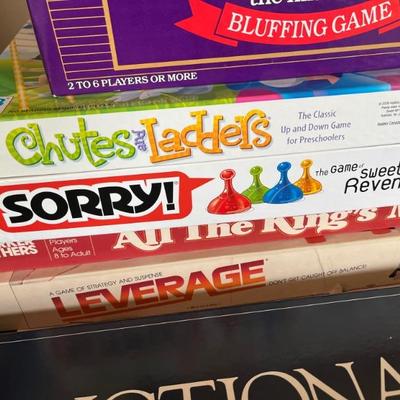 BLUFFING GAME
2 TO 6 PLAYERS OR MORE
Chutes AND Ladders
The Classic
Up and Down Game
for Preschoolers
SORRY!
The game of sweet
All The King's
Players
Ages
8 to Adult
A GAME OF STRATEGY AND SUSPENSE
LEVERAGE
DON'T GET CAUGHT OFF BALANCE!